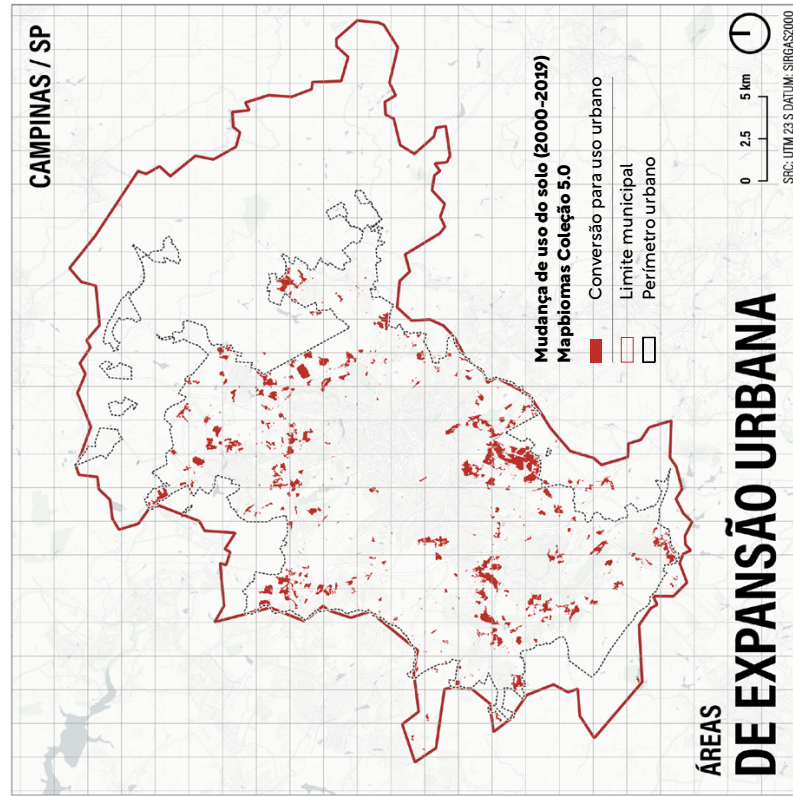 CAMPINAS / SP
Mudança de uso do solo (2000-2019)
Mapbiomas Coleção 5.0
Conversão para uso urbano
Limite municipal
Perímetro urbano
0 2.5 5 km
SRC: UTM 23 S DATUM: SIRGAS2000
ÁREAS
DE EXPANSÃO URBANA